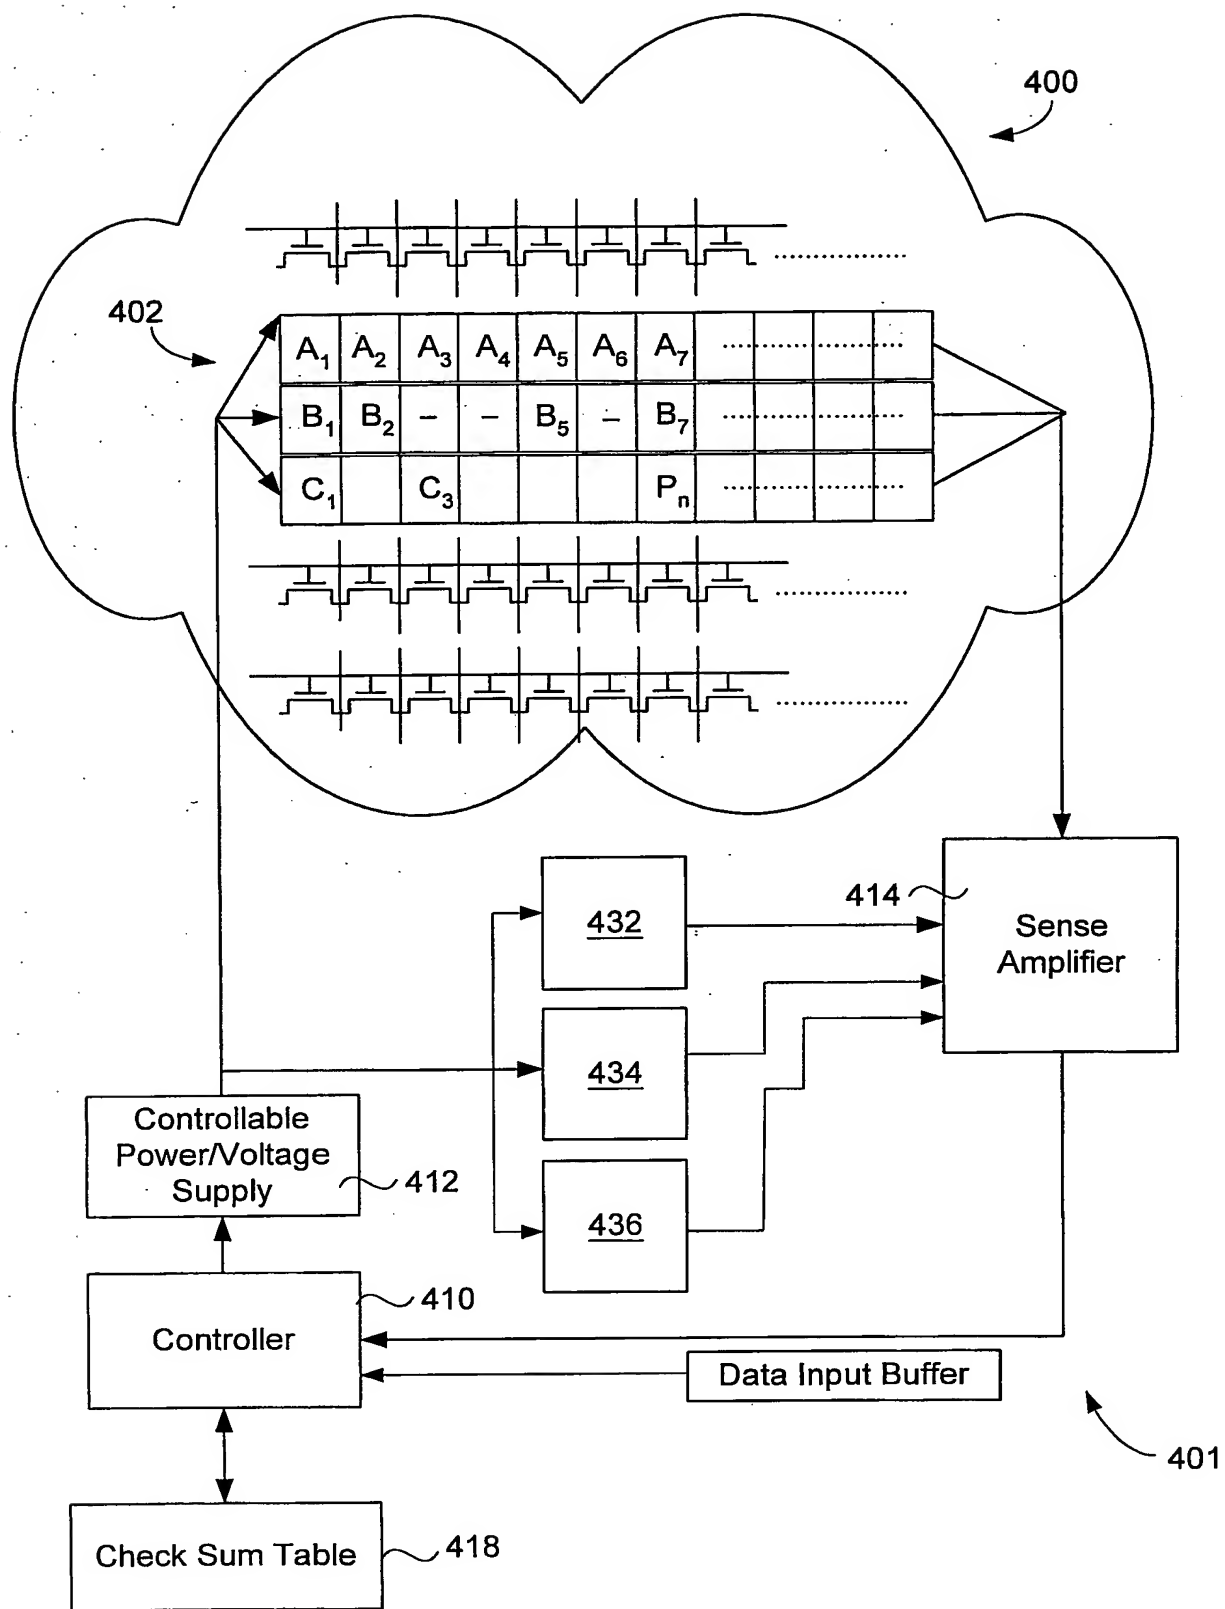 400
402
A1 A2 A3 A4 A5 A6 A7 ..................
B1 B2 – – B5 – B7 ..................
C1 C3 Pn ..................
432
414
Sense
Amplifier
434
Controllable
Power/Voltage
Supply
412
436
410
Controller
Data Input Buffer
401
Check Sum Table
418